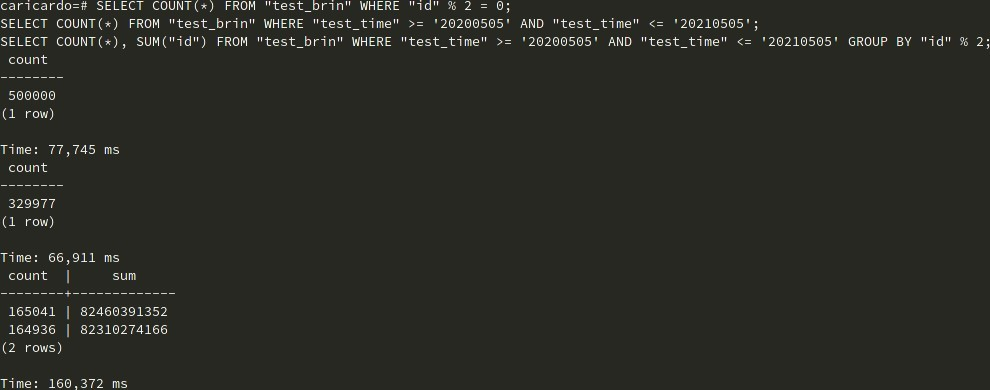 caricardo=# SELECT COUNT(*) FROM "test_brin" WHERE "id" % 2 = 0;
SELECT COUNT(*) FROM "test_brin" WHERE "test_time" >= '20200505' AND "test_time" <= '20210505';
SELECT COUNT(*), SUM("id") FROM "test_brin" WHERE "test_time" >= '20200505' AND "test_time" <= '20210505' GROUP BY "id" % 2;
 count
--------
 500000
(1 row)

Time: 77,745 ms
 count
--------
 329977
(1 row)

Time: 66,911 ms
 count  |     sum
--------+-------------
 165041 | 82460391352
 164936 | 82310274166
(2 rows)

Time: 160,372 ms